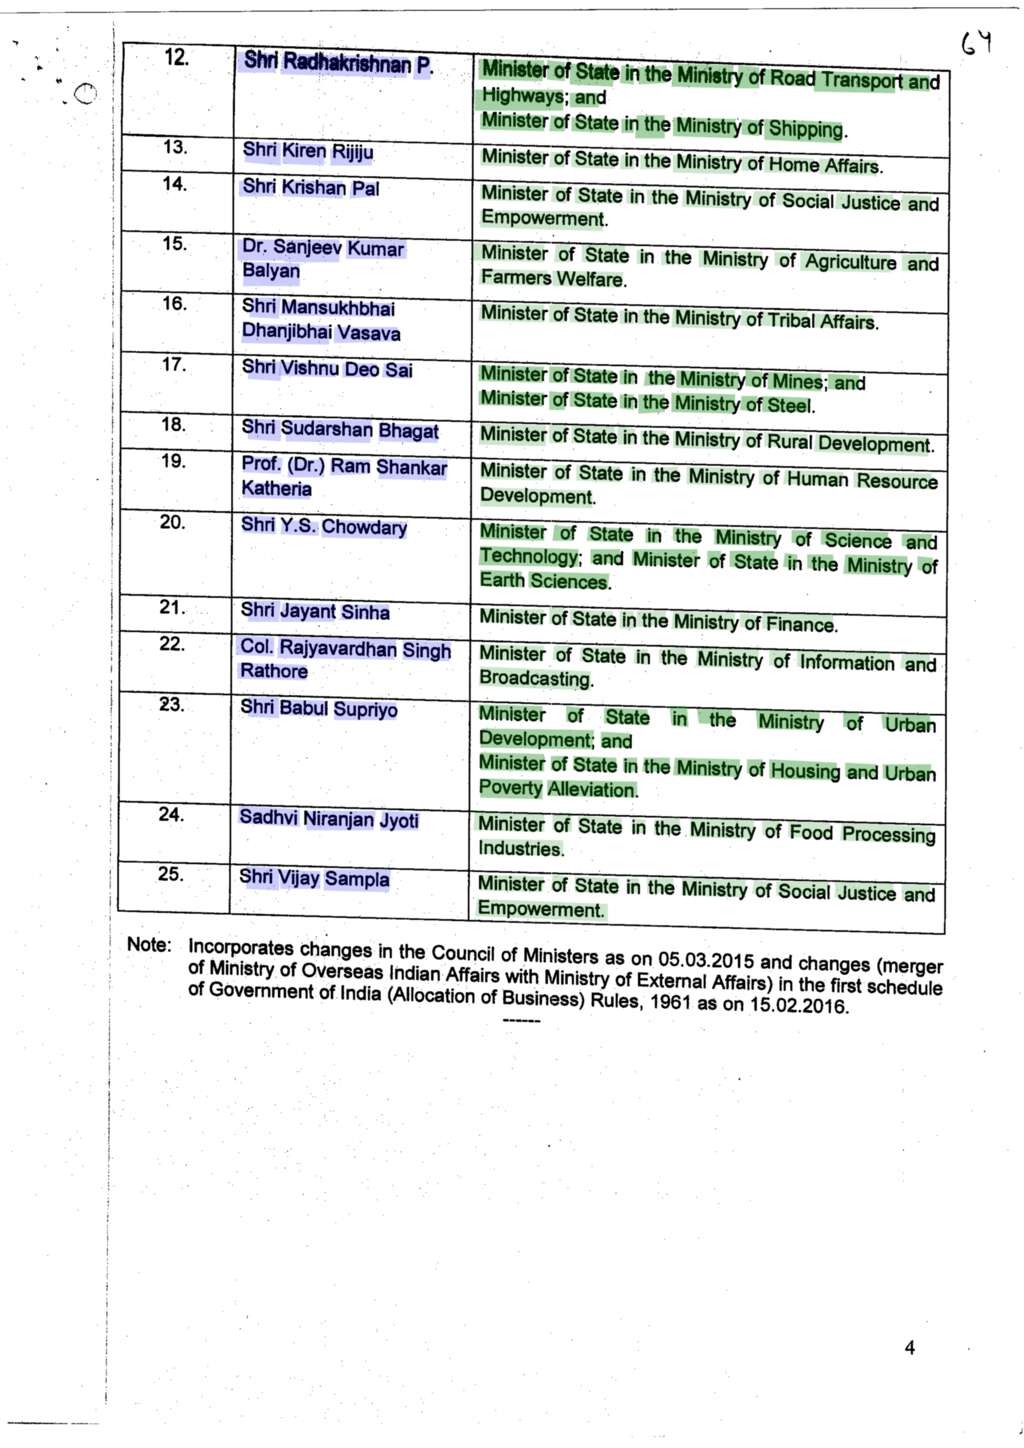 64
12. Shri Radhakrishnan P. Minister of State in the Ministry of Road Transport and
Highways; and
Minister of State in the Ministry of Shipping.
13. Shri Kiren Rijiju Minister of State in the Ministry of Home Affairs.
14. Shri Krishan Pal Minister of State in the Ministry of Social Justice and
Empowerment.
15. Dr. Sanjeev Kumar Minister of State in the Ministry of Agriculture and
Balyan Farmers Welfare.
16. Shri Mansukhbhai Minister of State in the Ministry of Tribal Affairs.
Dhanjibhai Vasava
17. Shri Vishnu Deo Sai Minister of State in the Ministry of Mines; and
Minister of State in the Ministry of Steel.
18. Shri Sudarshan Bhagat Minister of State in the Ministry of Rural Development.
19. Prof. (Dr.) Ram Shankar Minister of State in the Ministry of Human Resource
Katheria Development.
20. Shri Y.S. Chowdary Minister of State in the Ministry of Science and
Technology; and Minister of State in the Ministry of
Earth Sciences.
21. Shri Jayant Sinha Minister of State in the Ministry of Finance.
22. Col. Rajyavardhan Singh Minister of State in the Ministry of Information and
Rathore Broadcasting.
23. Shri Babul Supriyo Minister of State in the Ministry of Urban
Development; and
Minister of State in the Ministry of Housing and Urban
Poverty Alleviation.
24. Sadhvi Niranjan Jyoti Minister of State in the Ministry of Food Processing
Industries.
25. Shri Vijay Sampla Minister of State in the Ministry of Social Justice and
Empowerment.
Note: Incorporates changes in the Council of Ministers as on 05.03.2015 and changes (merger
of Ministry of Overseas Indian Affairs with Ministry of External Affairs) in the first schedule
of Government of India (Allocation of Business) Rules, 1961 as on 15.02.2016.
------
4